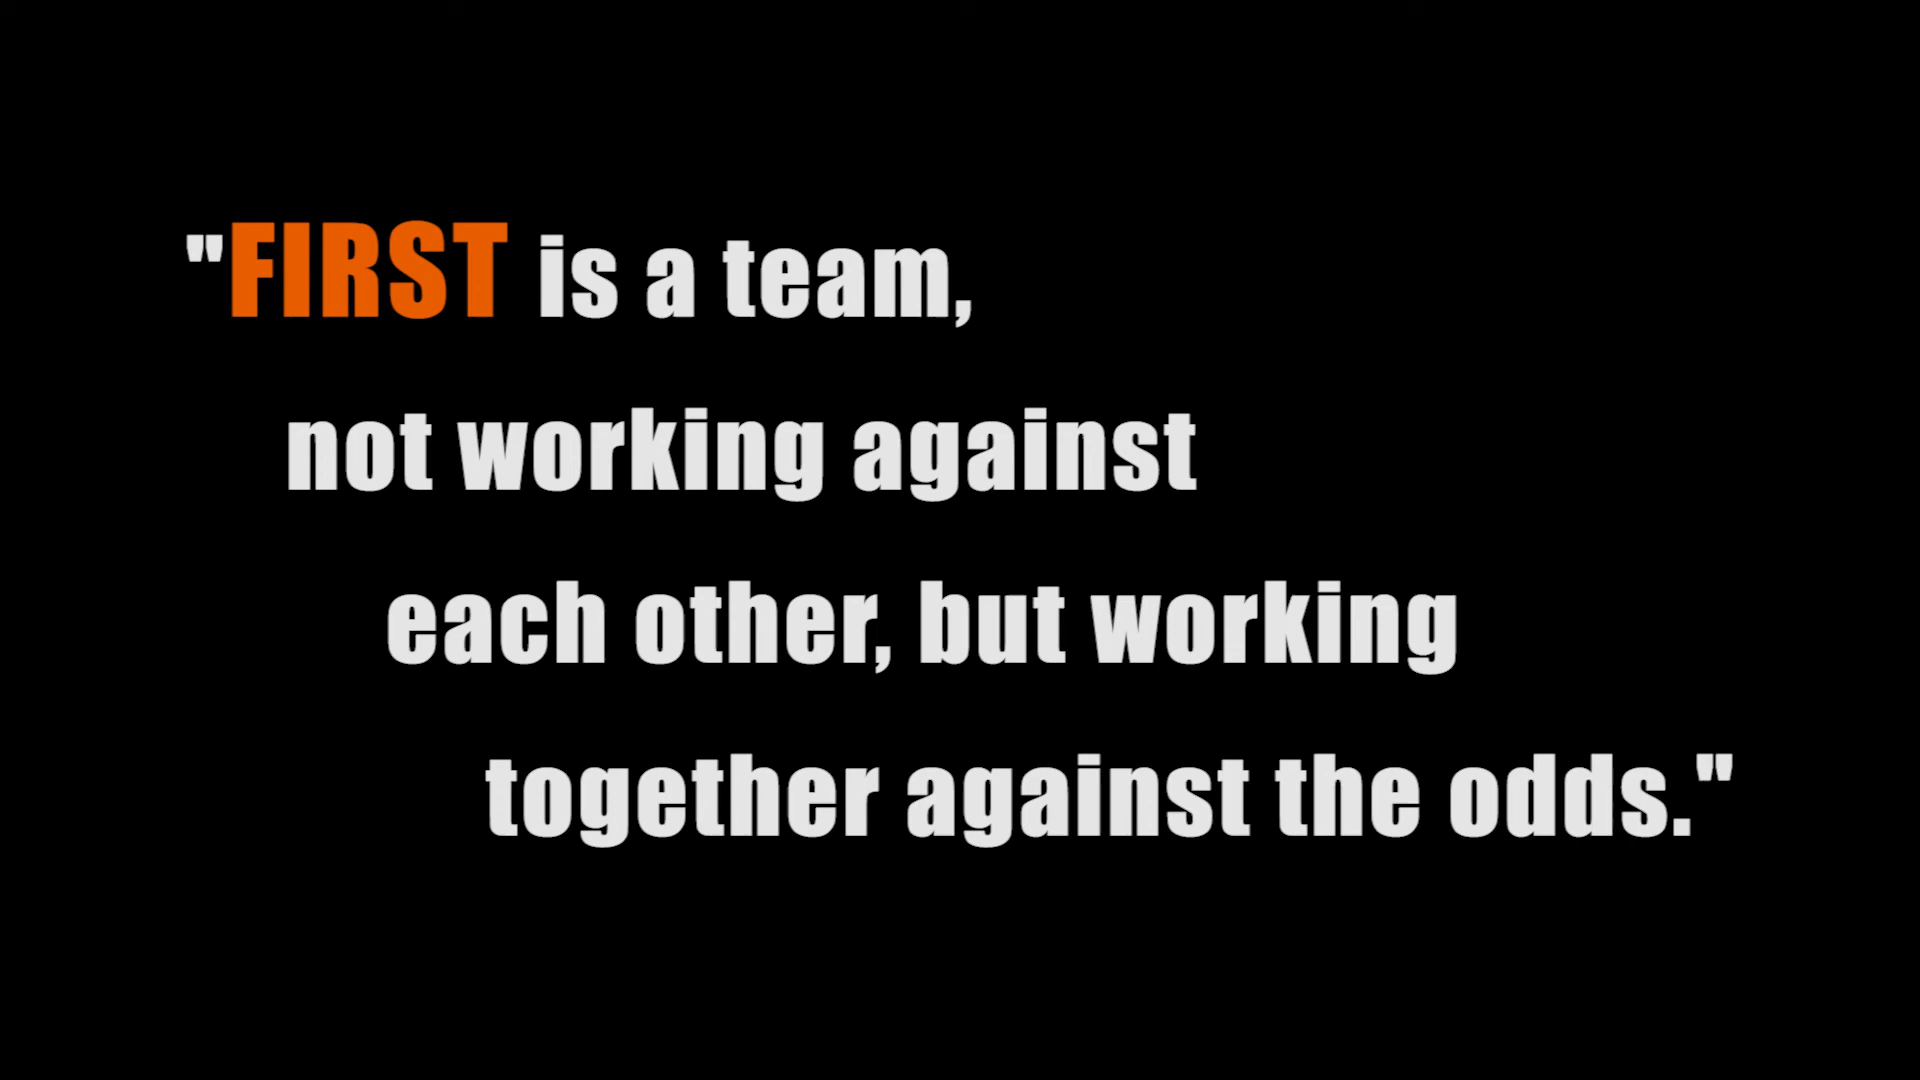 "FIRST is a team,
not working against
each other, but working
together against the odds."